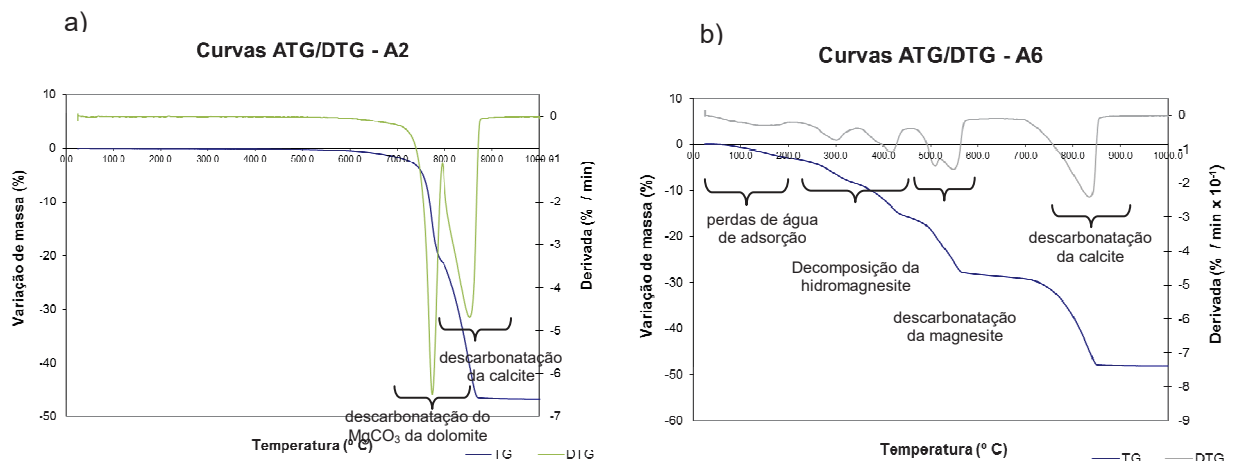 a)
Curvas ATG/DTG - A2
10
0
-10
-20
-30
-40
-50
0.0 100.0 200.0 300.0 400.0 500.0 600.0 700.0 800.0 900.0 1000.0
0
-1
-2
-3
-4
-5
-6
-7
Variação de massa (%)
Derivada (% / min)
descarbonatação
da calcite
descarbonatação do
MgCO₃ da dolomite
Temperatura (º C)
TG DTG
b)
Curvas ATG/DTG - A6
10
0
-10
-20
-30
-40
-50
-60
0.0 100.0 200.0 300.0 400.0 500.0 600.0 700.0 800.0 900.0 1000.0
0
-1
-2
-3
-4
-5
-6
-7
-8
-9
Variação de massa (%)
Derivada (% / min x 10⁻¹)
perdas de água
de adsorção
Decomposição da
hidromagnesite
descarbonatação
da magnesite
descarbonatação
da calcite
Temperatura (º C)
TG DTG